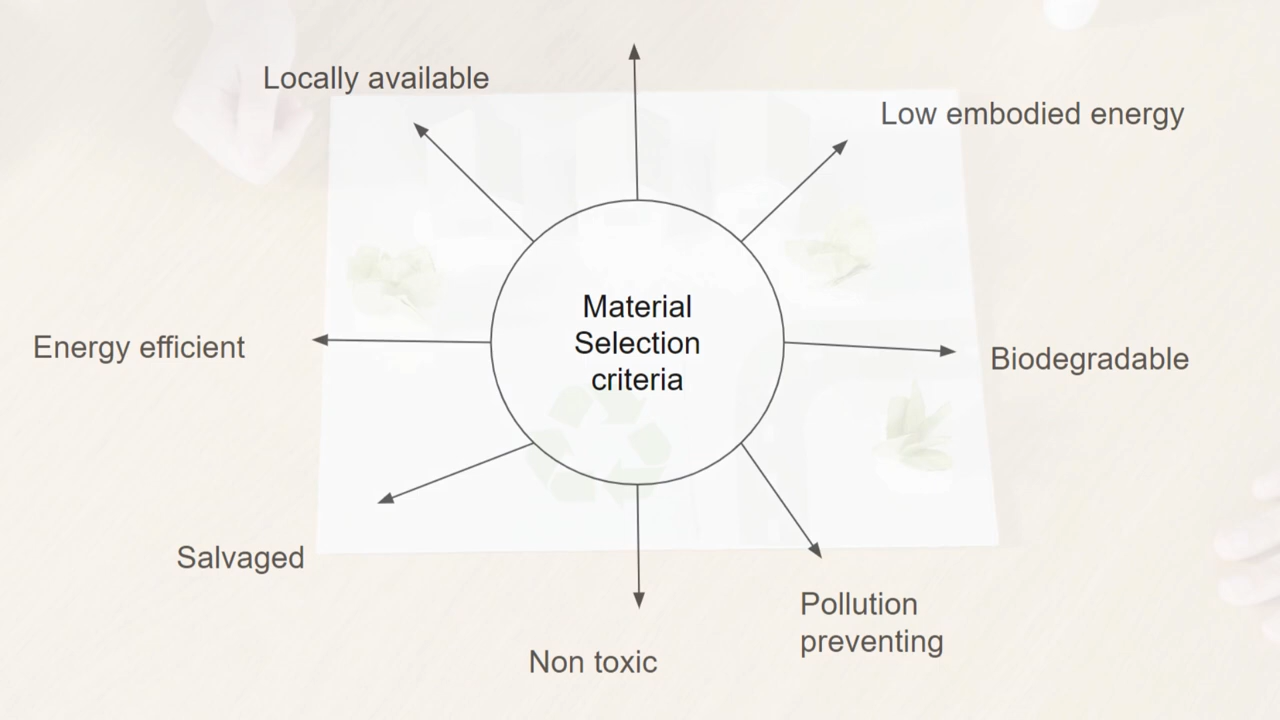 Locally available
Low embodied energy
Material
Selection
criteria
Energy efficient
Biodegradable
Salvaged
Pollution
preventing
Non toxic